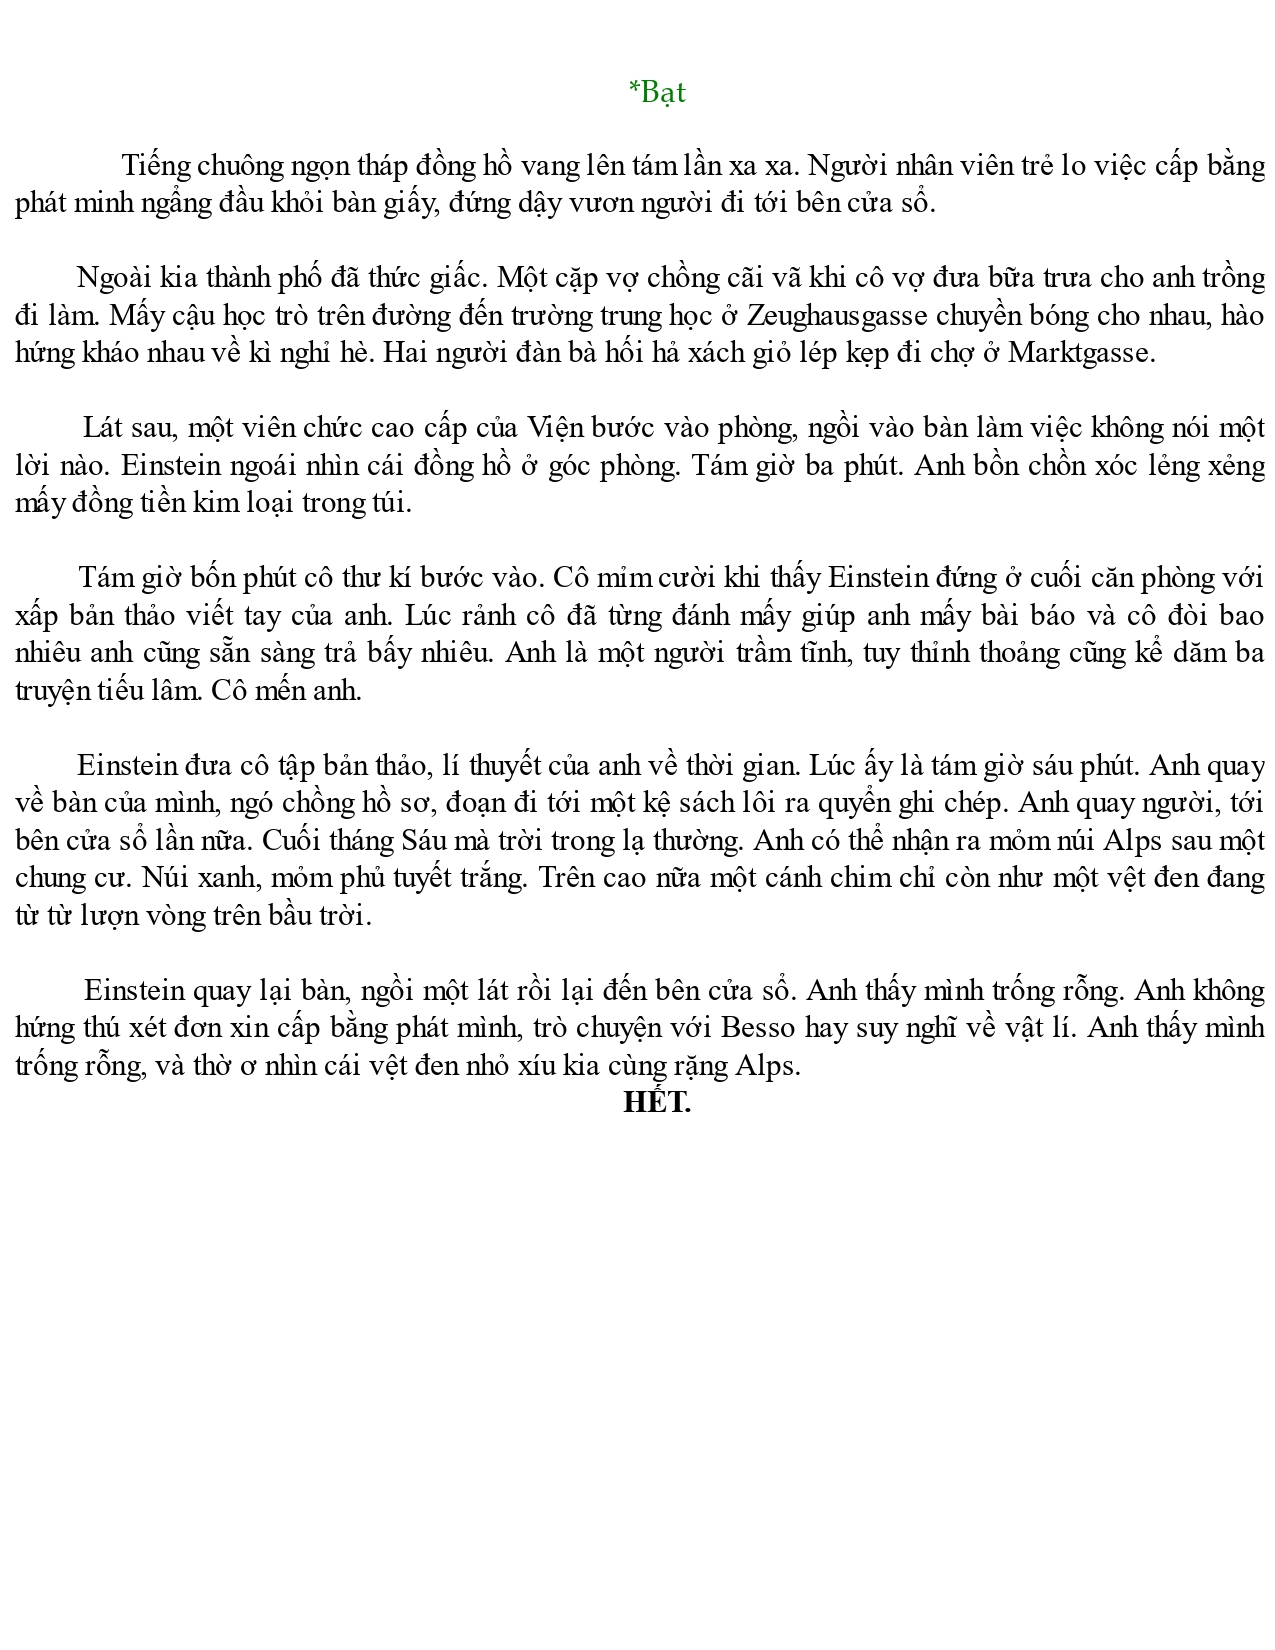 *Bạt
Tiếng chuông ngọn tháp đồng hồ vang lên tám lần xa xa. Người nhân viên trẻ lo việc cấp bằng
phát minh ngẩng đầu khỏi bàn giấy, đứng dậy vươn người đi tới bên cửa sổ.
Ngoài kia thành phố đã thức giấc. Một cặp vợ chồng cãi vã khi cô vợ đưa bữa trưa cho anh trồng
đi làm. Mấy cậu học trò trên đường đến trường trung học ở Zeughausgasse chuyền bóng cho nhau, hào
hứng kháo nhau về kì nghỉ hè. Hai người đàn bà hối hả xách giỏ lép kẹp đi chợ ở Marktgasse.
Lát sau, một viên chức cao cấp của Viện bước vào phòng, ngồi vào bàn làm việc không nói một
lời nào. Einstein ngoái nhìn cái đồng hồ ở góc phòng. Tám giờ ba phút. Anh bồn chồn xóc lẻng xẻng
mấy đồng tiền kim loại trong túi.
Tám giờ bốn phút cô thư kí bước vào. Cô mỉm cười khi thấy Einstein đứng ở cuối căn phòng với
xấp bản thảo viết tay của anh. Lúc rảnh cô đã từng đánh mấy giúp anh mấy bài báo và cô đòi bao
nhiêu anh cũng sẵn sàng trả bấy nhiêu. Anh là một người trầm tĩnh, tuy thỉnh thoảng cũng kể dăm ba
truyện tiếu lâm. Cô mến anh.
Einstein đưa cô tập bản thảo, lí thuyết của anh về thời gian. Lúc ấy là tám giờ sáu phút. Anh quay
về bàn của mình, ngó chồng hồ sơ, đoạn đi tới một kệ sách lôi ra quyển ghi chép. Anh quay người, tới
bên cửa sổ lần nữa. Cuối tháng Sáu mà trời trong lạ thường. Anh có thể nhận ra mỏm núi Alps sau một
chung cư. Núi xanh, mỏm phủ tuyết trắng. Trên cao nữa một cánh chim chỉ còn như một vệt đen đang
từ từ lượn vòng trên bầu trời.
Einstein quay lại bàn, ngồi một lát rồi lại đến bên cửa sổ. Anh thấy mình trống rỗng. Anh không
hứng thú xét đơn xin cấp bằng phát mình, trò chuyện với Besso hay suy nghĩ về vật lí. Anh thấy mình
trống rỗng, và thờ ơ nhìn cái vệt đen nhỏ xíu kia cùng rặng Alps.
HẾT.